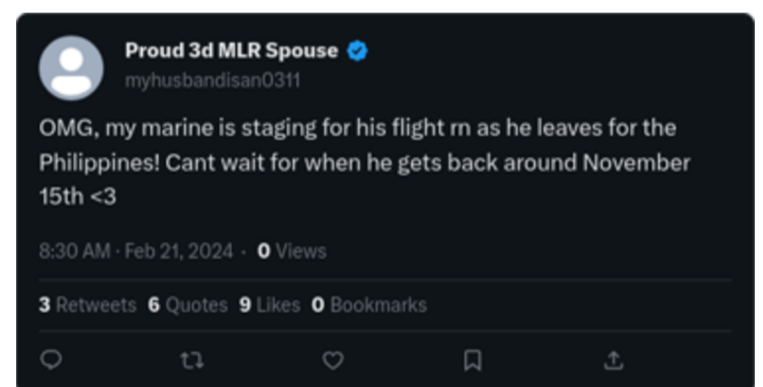 Proud 3d MLR Spouse
myhusbandisan0311
OMG, my marine is staging for his flight rn as he leaves for the
Philippines! Cant wait for when he gets back around November
15th <3
8:30 AM · Feb 21, 2024 · 0 Views
3 Retweets 6 Quotes 9 Likes 0 Bookmarks